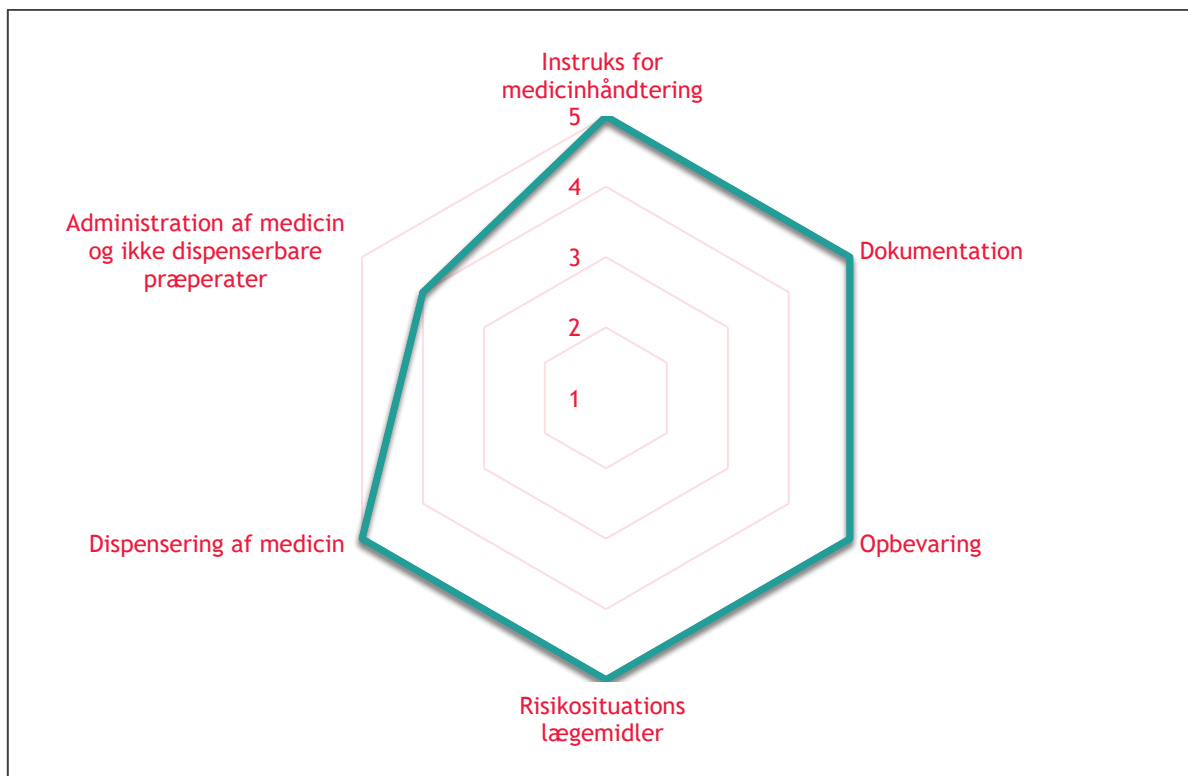 Instruks for
medicinhåndtering
5
4
3
2
1
Dokumentation
Opbevaring
Risikosituations
lægemidler
Dispensering af medicin
Administration af medicin
og ikke dispenserbare
præperater